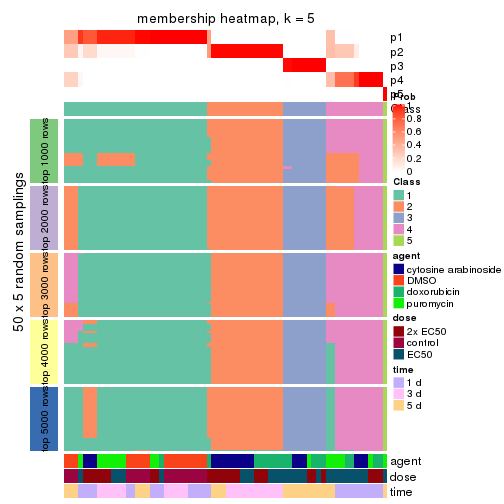 membership heatmap, k = 5
p1
p2
p3
p4
p5
Class
50 x 5 random samplings
top 1000 rows
top 2000 rows
top 3000 rows
top 4000 rows
top 5000 rows
agent
dose
time
Prob
1
0.8
0.6
0.4
0.2
0
Class
1
2
3
4
5
agent
cytosine arabinoside
DMSO
doxorubicin
puromycin
dose
2x EC50
control
EC50
time
1 d
3 d
5 d